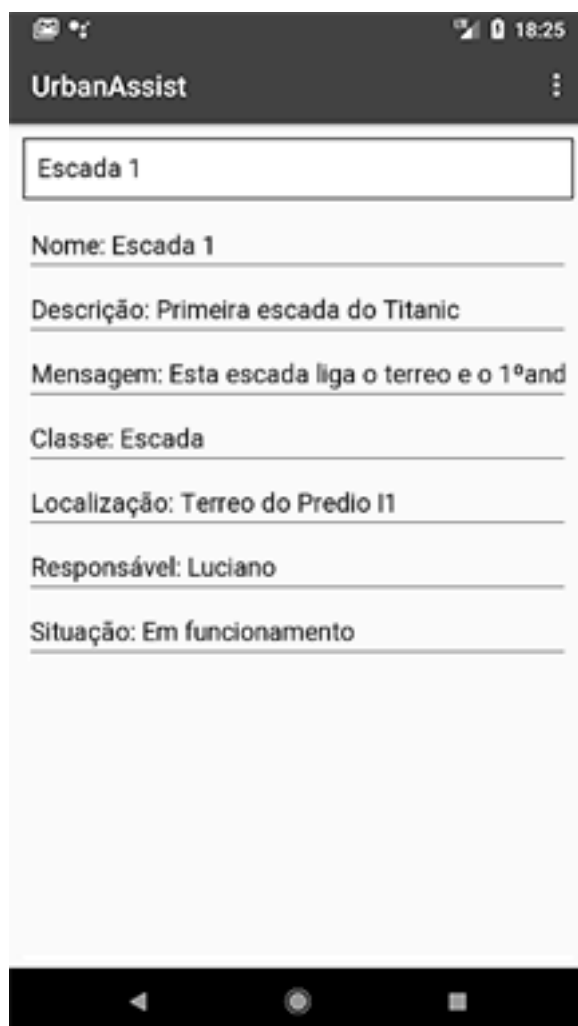 18:25
UrbanAssist
Escada 1
Nome: Escada 1
Descrição: Primeira escada do Titanic
Mensagem: Esta escada liga o terreo e o 1ºand
Classe: Escada
Localização: Terreo do Predio I1
Responsável: Luciano
Situação: Em funcionamento